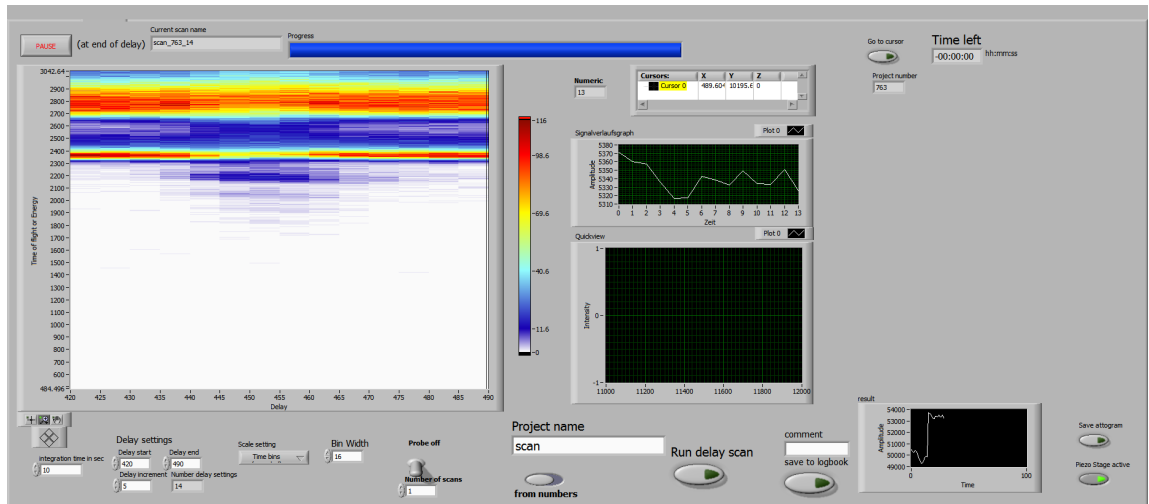 Current scan name
PAUSE (at end of delay) scan_763_14
Progress
Go to cursor
Time left
-00:00:00 hh:mm:ss
Project number
763
Numeric
13
Cursors: X Y Z
Cursor 0 489.604 10195.6 0
3042.64
2900
2800
2700
2600
2500
2400
2300
2200
2100
2000
1900
1800
1700
1600
1500
1400
1300
1200
1100
1000
900
800
700
600
484.496
Time of flight or Energy
420 425 430 435 440 445 450 455 460 465 470 475 480 485 490
Delay
116
98.6
69.6
40.6
11.6
0
Signalverlaufsgraph Plot 0
5380
5370
5360
5350
5340
5330
5320
5310
Amplitude
0 1 2 3 4 5 6 7 8 9 10 11 12 13
Zeit
Quickview Plot 0
1
0
-1
Intensity
11000 11200 11400 11600 11800 12000
result
54000
53000
52000
51000
50000
49000
Amplitude
0 100
Time
Save attogram
Piezo Stage active
integration time in sec
10
Delay settings
Delay start Delay end
420 490
Delay increment Number delay settings
5 14
Scale setting
Time bins
Bin Width
16
Probe off
Number of scans
1
Project name
scan
from numbers
Run delay scan
comment
save to logbook